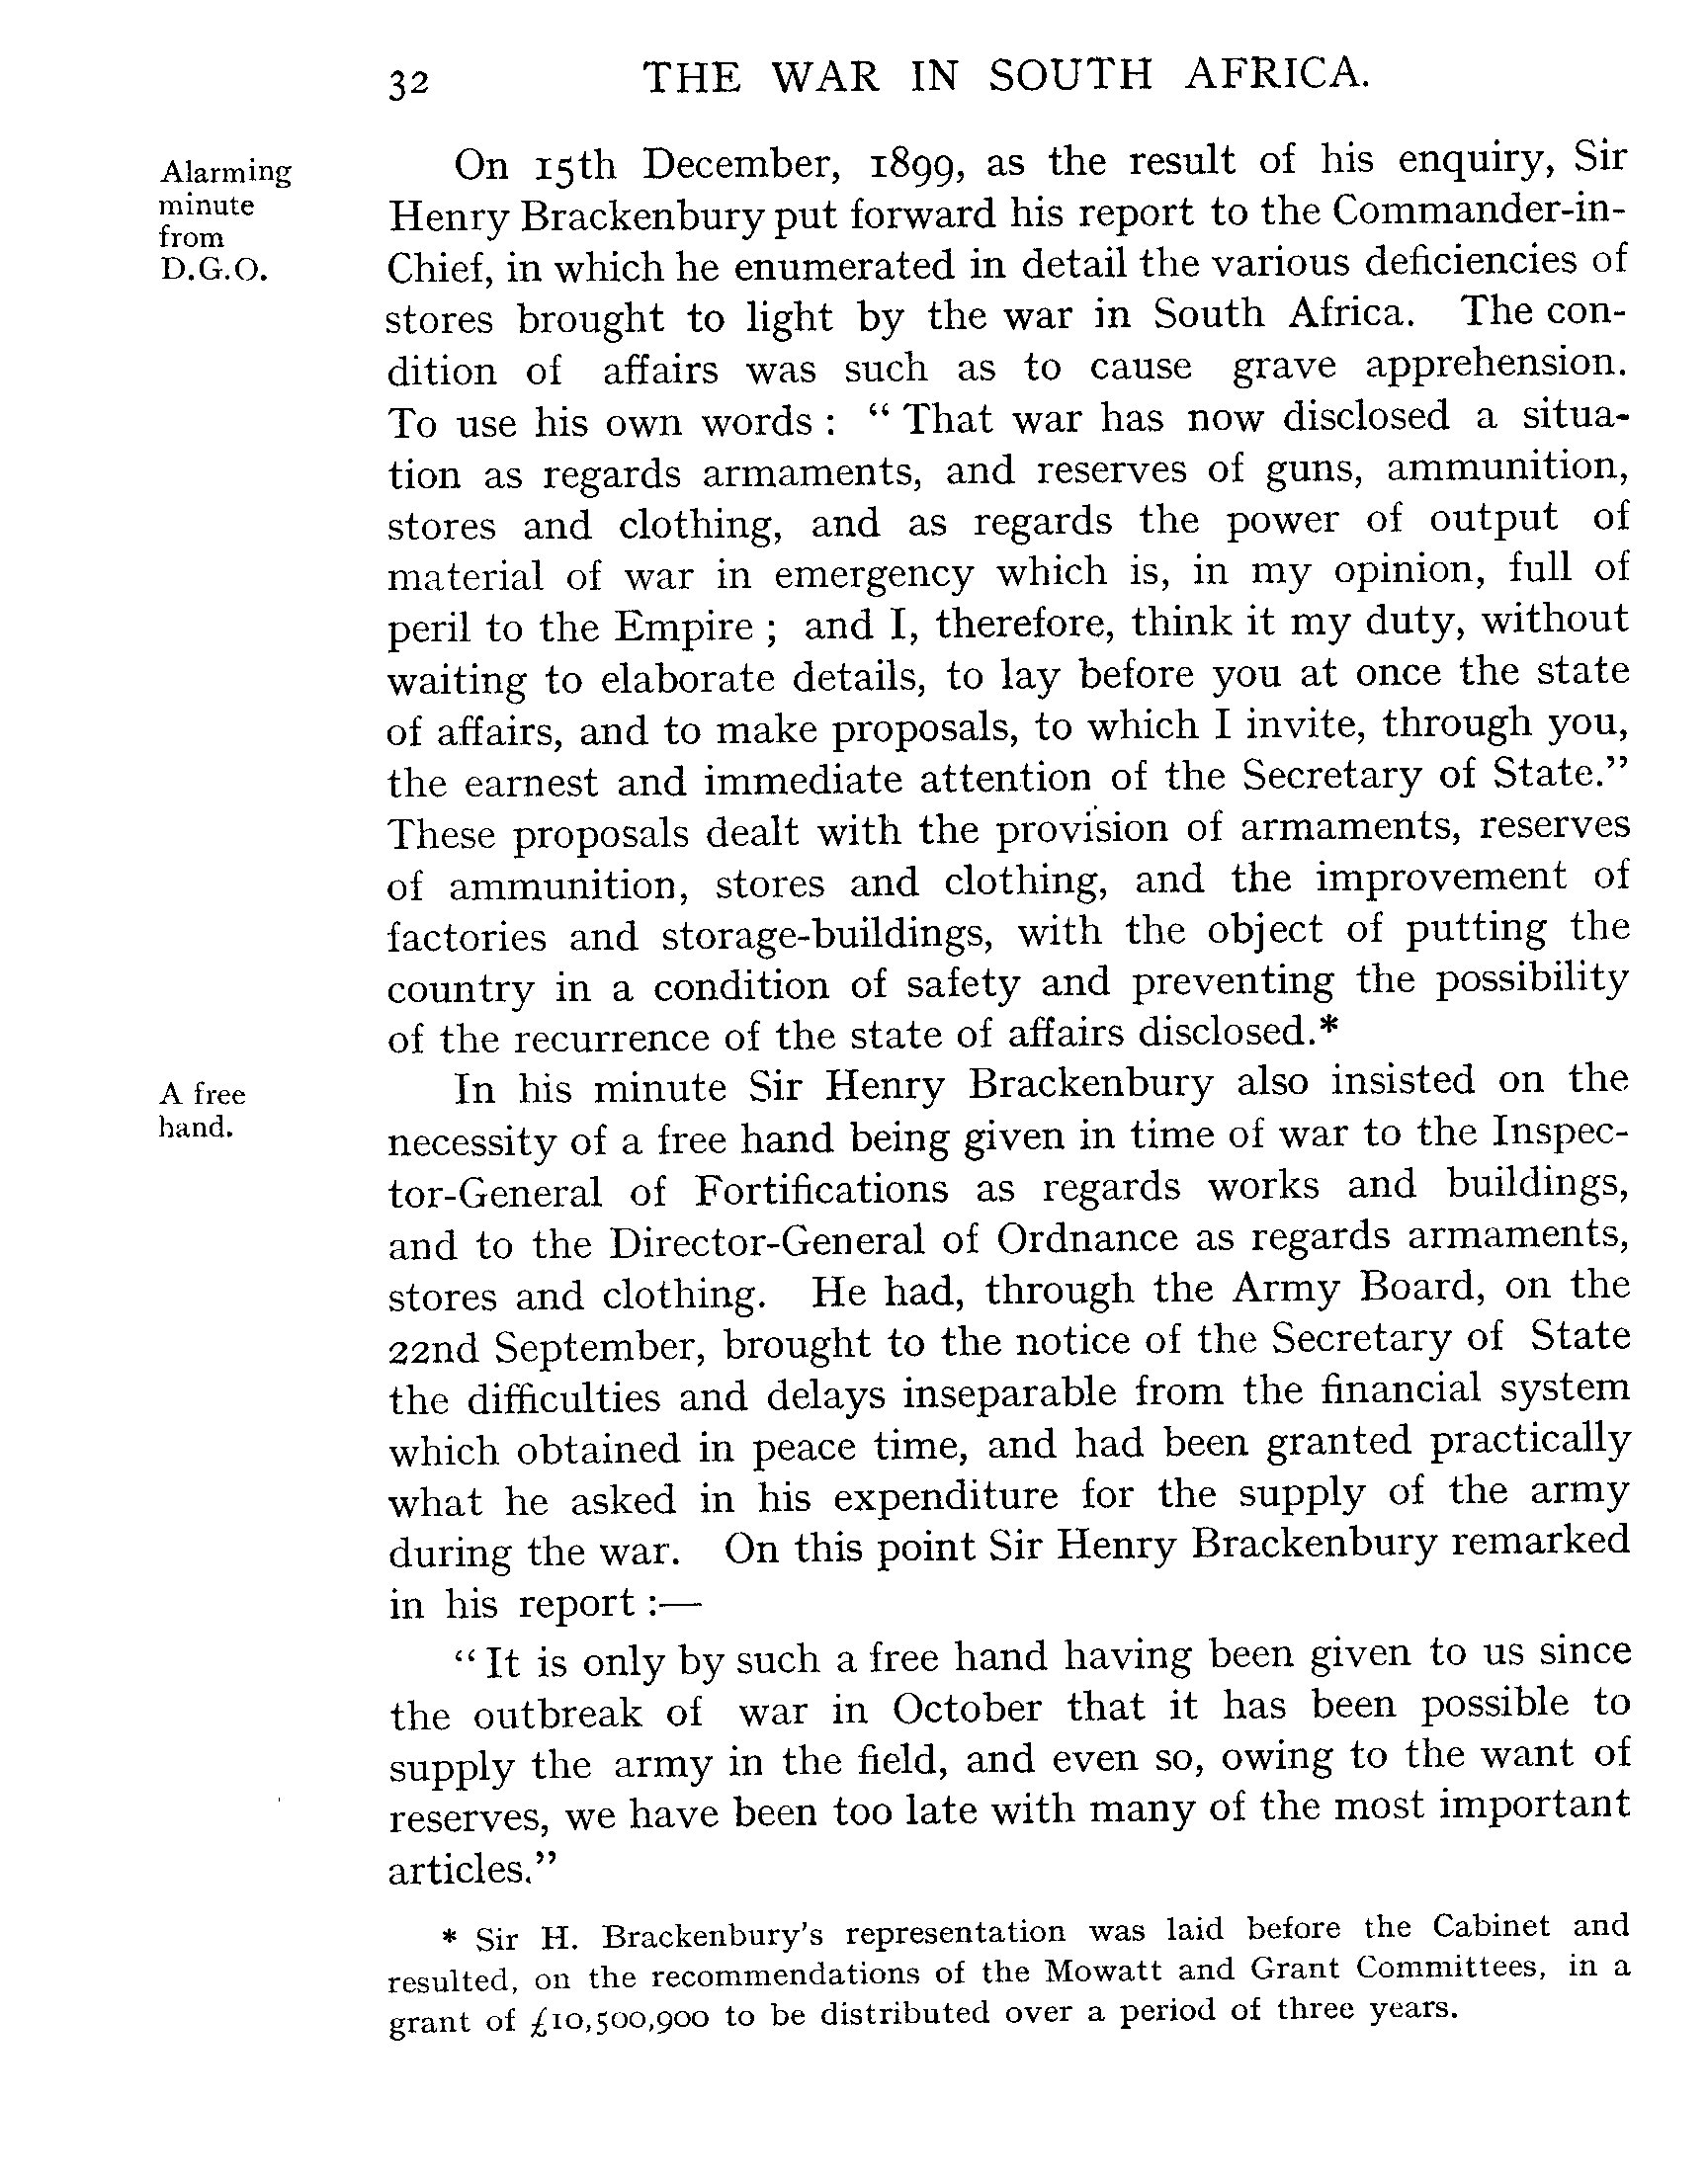 32 THE WAR IN SOUTH AFRICA.
Alarming
minute
from
D.G.O.
On 15th December, 1899, as the result of his enquiry, Sir
Henry Brackenbury put forward his report to the Commander-in-
Chief, in which he enumerated in detail the various deficiencies of
stores brought to light by the war in South Africa. The con-
dition of affairs was such as to cause grave apprehension.
To use his own words : “ That war has now disclosed a situa-
tion as regards armaments, and reserves of guns, ammunition,
stores and clothing, and as regards the power of output of
material of war in emergency which is, in my opinion, full of
peril to the Empire ; and I, therefore, think it my duty, without
waiting to elaborate details, to lay before you at once the state
of affairs, and to make proposals, to which I invite, through you,
the earnest and immediate attention of the Secretary of State.”
These proposals dealt with the provision of armaments, reserves
of ammunition, stores and clothing, and the improvement of
factories and storage-buildings, with the object of putting the
country in a condition of safety and preventing the possibility
of the recurrence of the state of affairs disclosed.*
A free
hand.
In his minute Sir Henry Brackenbury also insisted on the
necessity of a free hand being given in time of war to the Inspec-
tor-General of Fortifications as regards works and buildings,
and to the Director-General of Ordnance as regards armaments,
stores and clothing. He had, through the Army Board, on the
22nd September, brought to the notice of the Secretary of State
the difficulties and delays inseparable from the financial system
which obtained in peace time, and had been granted practically
what he asked in his expenditure for the supply of the army
during the war. On this point Sir Henry Brackenbury remarked
in his report :—
“ It is only by such a free hand having been given to us since
the outbreak of war in October that it has been possible to
supply the army in the field, and even so, owing to the want of
reserves, we have been too late with many of the most important
articles.”
* Sir H. Brackenbury’s representation was laid before the Cabinet and
resulted, on the recommendations of the Mowatt and Grant Committees, in a
grant of £10,500,900 to be distributed over a period of three years.